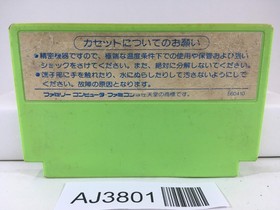 カセットについてのお願い
●精密機器ですので、極端な温度条件下での使用や保管および強い
ショックをさけてください。また、絶対に分解しないでください。
●端子部に手を触れたり、水にぬらしたりして汚さないようにして
ください。故障の原因となります。
ファミリーコンピュータ ファミコンは任天堂の商標です。
AJ3801